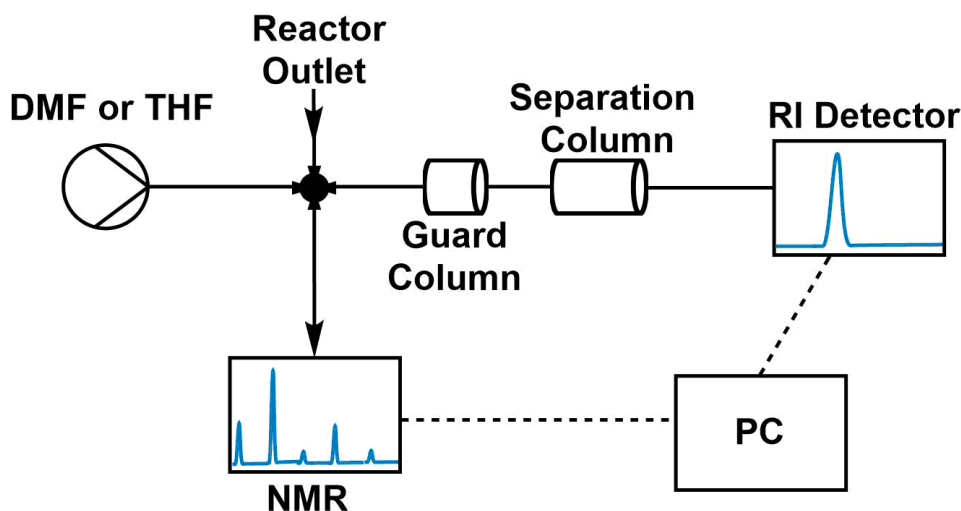 Reactor
Outlet
DMF or THF
Separation
Column
RI Detector
Guard
Column
PC
NMR